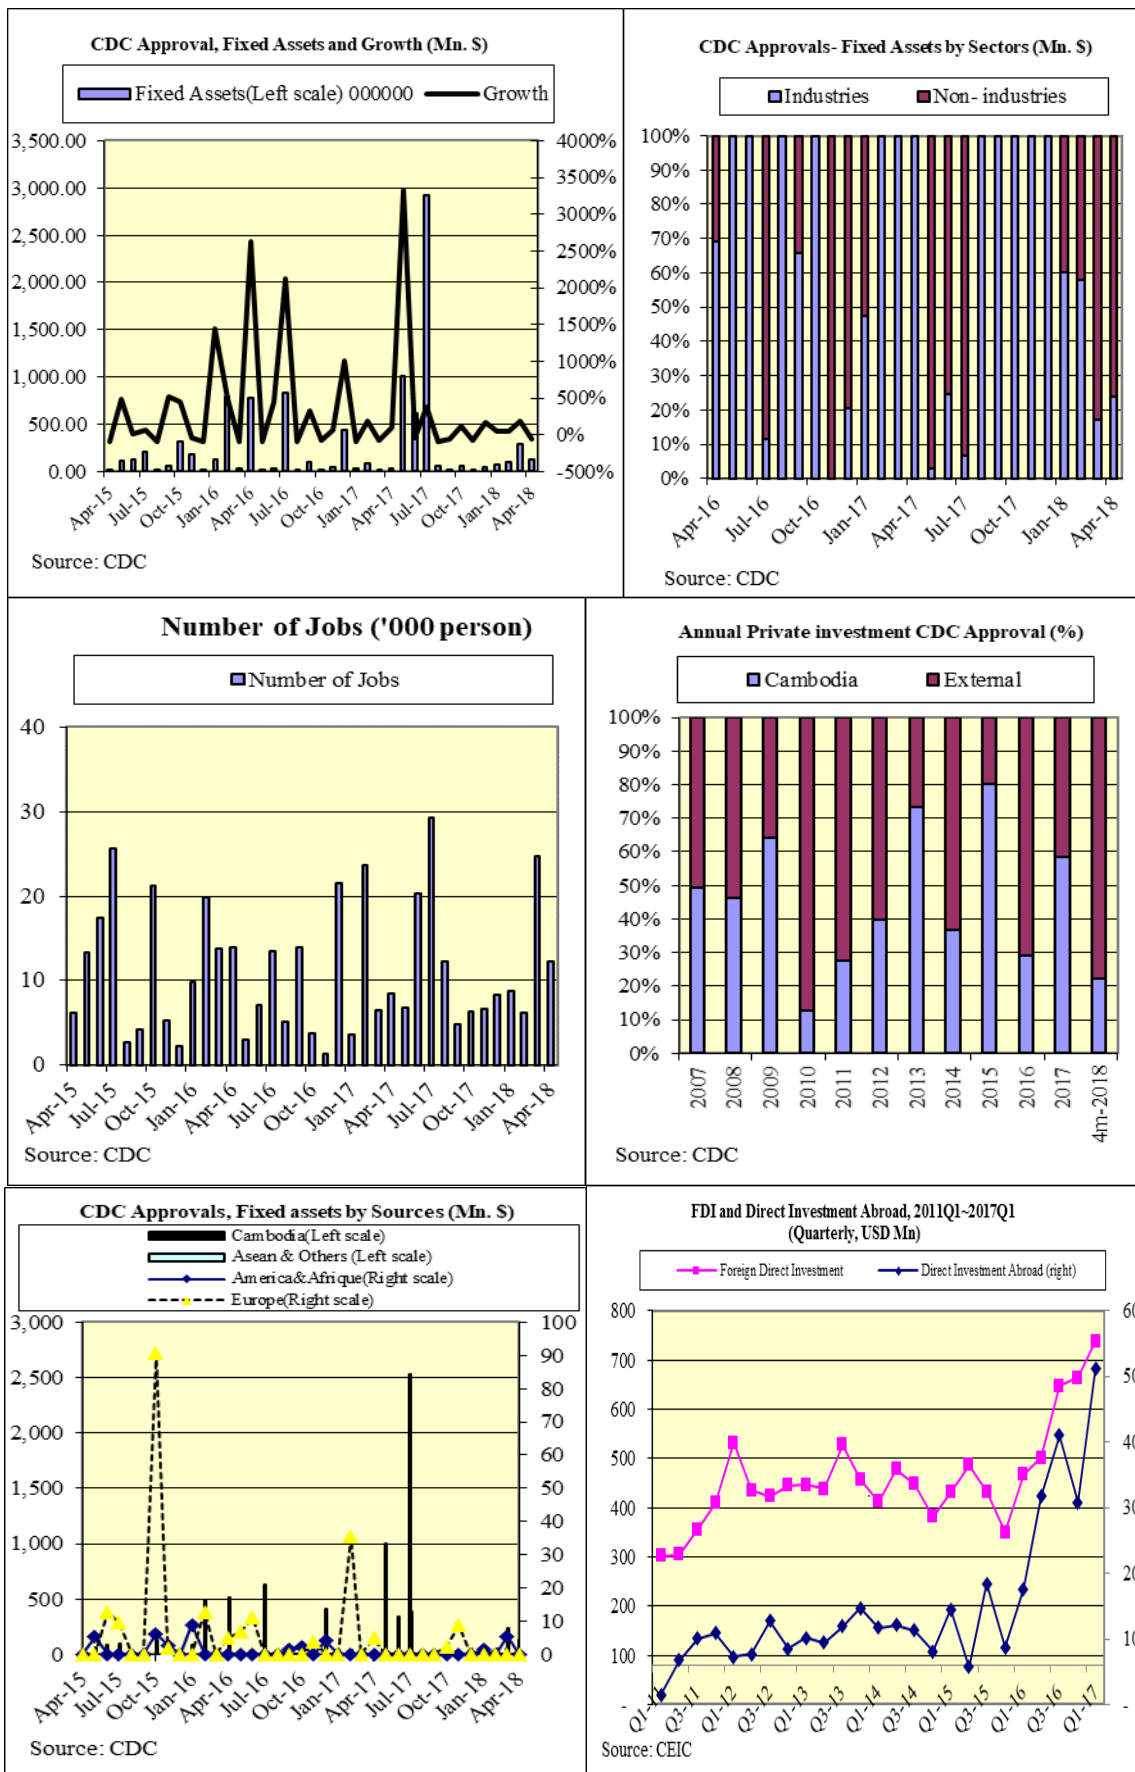 CDC Approval, Fixed Assets and Growth (Mn. $)
Fixed Assets(Left scale) 000000
Growth
3,500.00
3,000.00
2,500.00
2,000.00
1,500.00
1,000.00
500.00
0.00
4000%
3500%
3000%
2500%
2000%
1500%
1000%
500%
0%
-500%
Apr-15
Jul-15
Oct-15
Jan-16
Apr-16
Jul-16
Oct-16
Jan-17
Apr-17
Jul-17
Oct-17
Jan-18
Apr-18
Source: CDC
CDC Approvals- Fixed Assets by Sectors (Mn. $)
Industries
Non- industries
100%
90%
80%
70%
60%
50%
40%
30%
20%
10%
0%
Apr-16
Jul-16
Oct-16
Jan-17
Apr-17
Jul-17
Oct-17
Jan-18
Apr-18
Source: CDC
Number of Jobs ('000 person)
Number of Jobs
40
30
20
10
0
Apr-15
Jul-15
Oct-15
Jan-16
Apr-16
Jul-16
Oct-16
Jan-17
Apr-17
Jul-17
Oct-17
Jan-18
Apr-18
Source: CDC
Annual Private investment CDC Approval (%)
Cambodia
External
100%
90%
80%
70%
60%
50%
40%
30%
20%
10%
0%
2007
2008
2009
2010
2011
2012
2013
2014
2015
2016
2017
4m-2018
Source: CDC
CDC Approvals, Fixed assets by Sources (Mn. $)
Cambodia(Left scale)
Asean & Others (Left scale)
America&Afrique(Right scale)
Europe(Right scale)
3,000
2,500
2,000
1,500
1,000
500
0
100
90
80
70
60
50
40
30
20
10
0
Apr-15
Jul-15
Oct-15
Jan-16
Apr-16
Jul-16
Oct-16
Jan-17
Apr-17
Jul-17
Oct-17
Jan-18
Apr-18
Source: CDC
FDI and Direct Investment Abroad, 2011Q1~2017Q1
(Quarterly, USD Mn)
Foreign Direct Investment
Direct Investment Abroad (right)
800
700
600
500
400
300
200
100
-
60
50
40
30
20
10
-
Q1-11
Q3-11
Q1-12
Q3-12
Q1-13
Q3-13
Q1-14
Q3-14
Q1-15
Q3-15
Q1-16
Q3-16
Q1-17
Source: CEIC